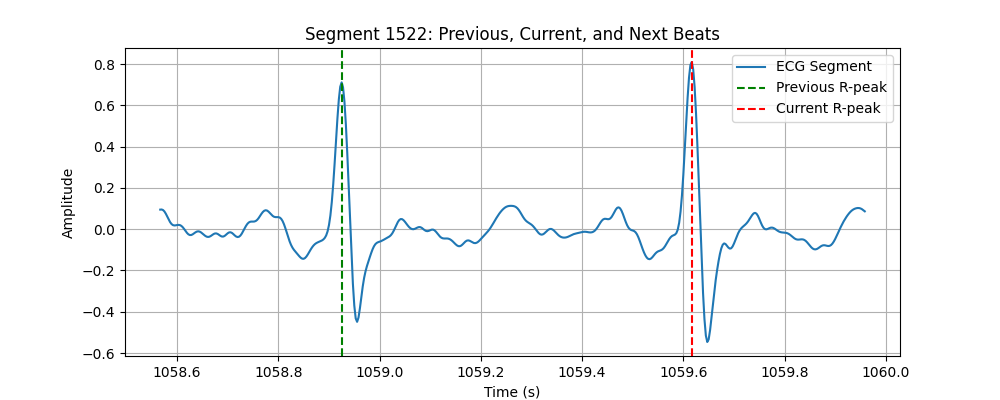 Segment 1522: Previous, Current, and Next Beats
ECG Segment
Previous R-peak
Current R-peak
Amplitude
0.8
0.6
0.4
0.2
0.0
−0.2
−0.4
−0.6
1058.6 1058.8 1059.0 1059.2 1059.4 1059.6 1059.8 1060.0
Time (s)